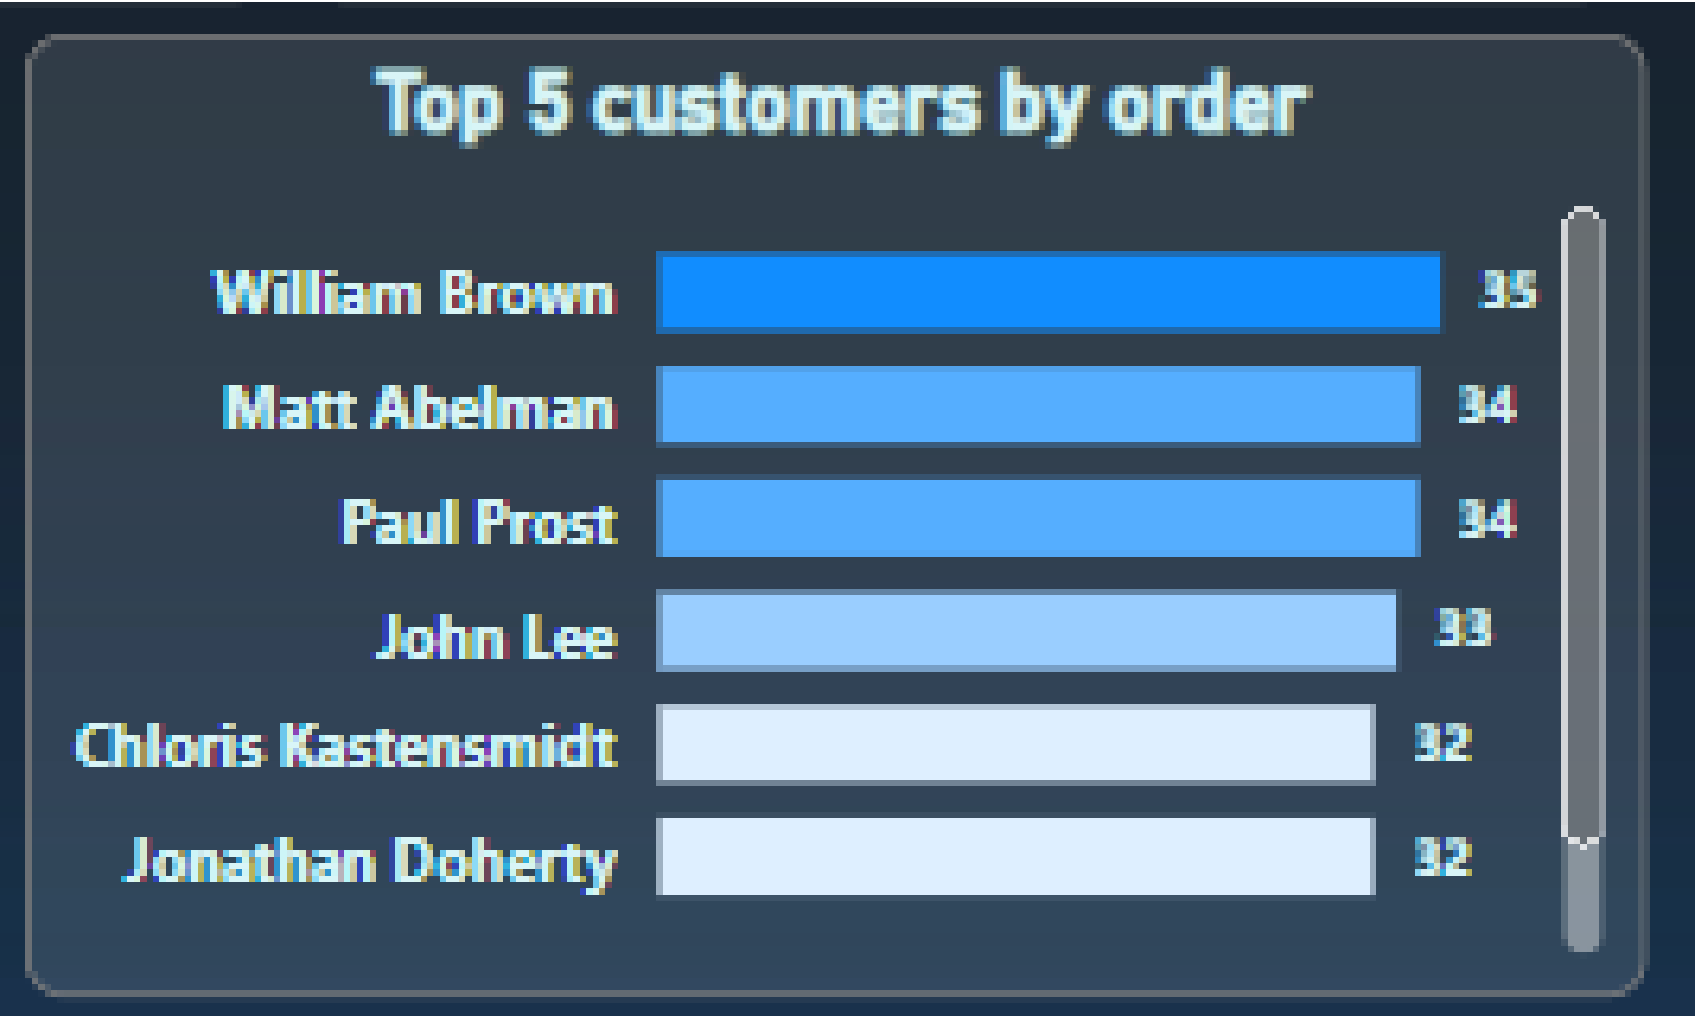 Top 5 customers by order
William Brown 35
Matt Abelman 34
Paul Prost 34
John Lee 33
Chloris Kastensmidt 32
Jonathan Doherty 32